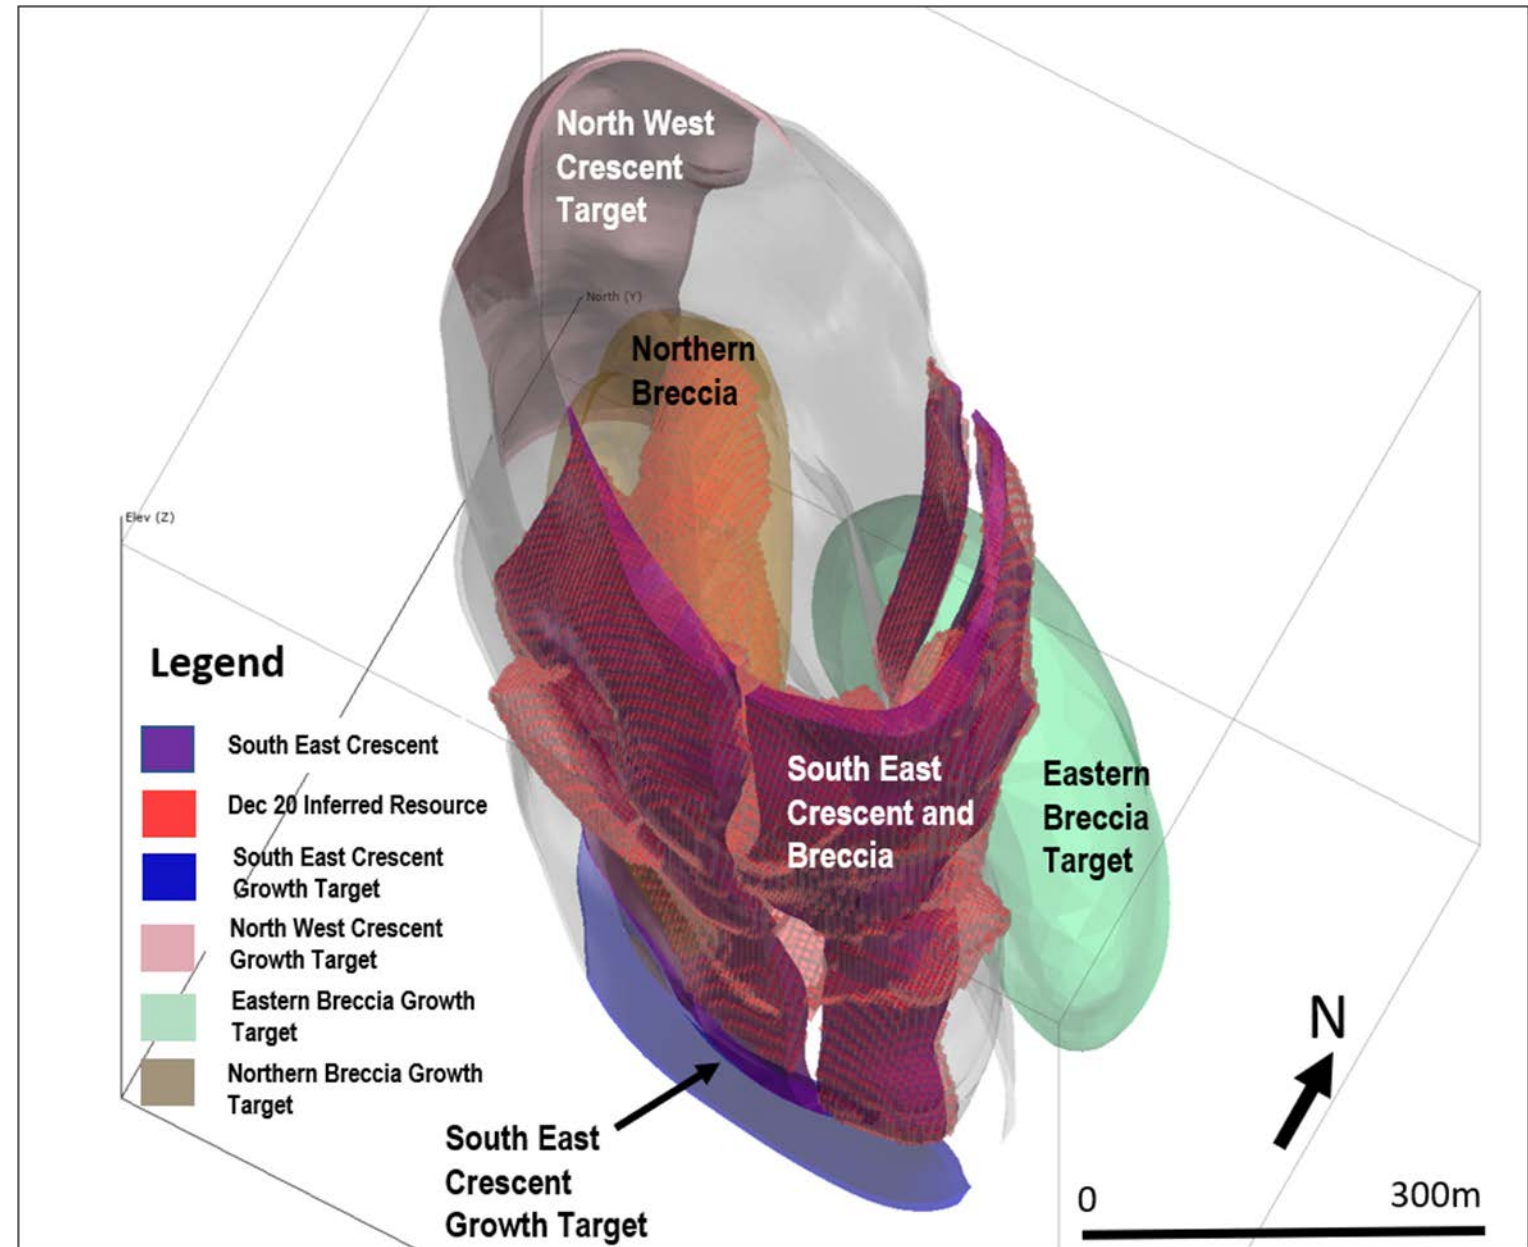 North West
Crescent
Target
North (Y)
Northern
Breccia
Elev (Z)
Legend
South East Crescent
Dec 20 Inferred Resource
South East Crescent
Growth Target
North West Crescent
Growth Target
Eastern Breccia Growth
Target
Northern Breccia Growth
Target
South East
Crescent and
Breccia
Eastern
Breccia
Target
South East
Crescent
Growth Target
N
0
300m